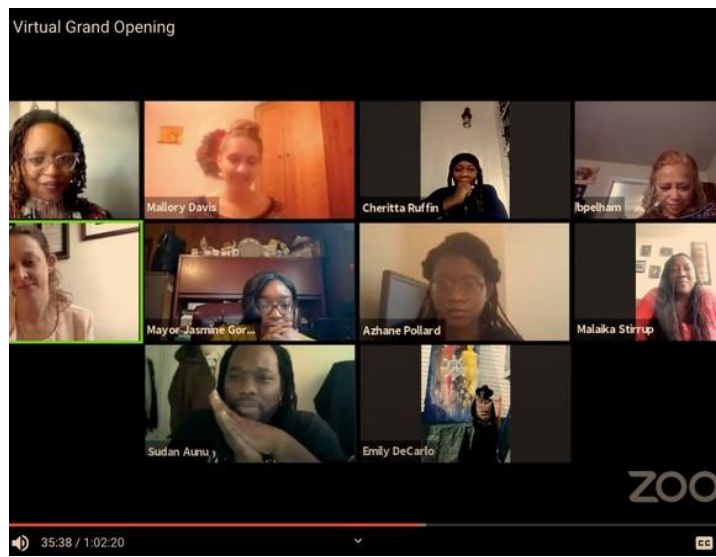 Virtual Grand Opening
Mallory Davis
Cheritta Ruffin
bpelham
Mayor Jasmine Gor...
Azhane Pollard
Malaika Stirrup
Sudan Aunu
Emily DeCarlo
ZOO
35:38 / 1:02:20
CC